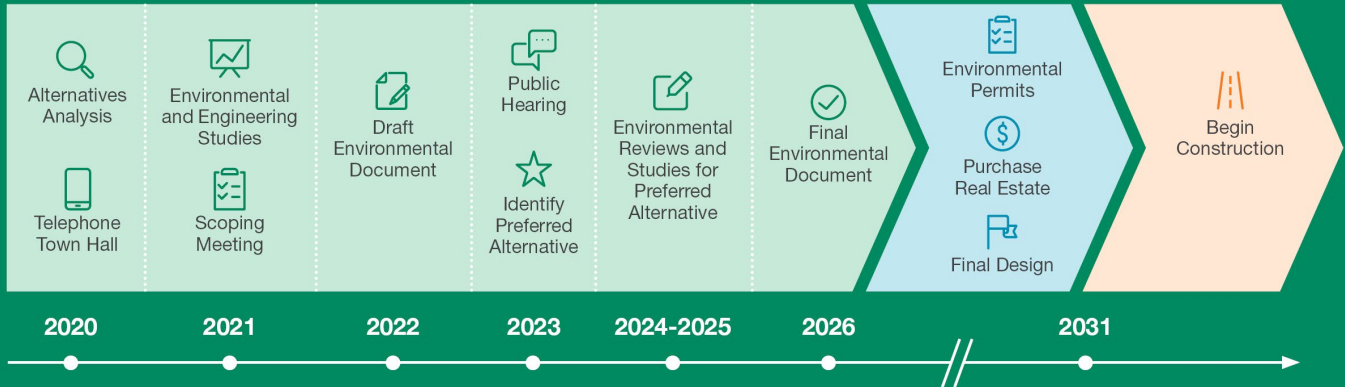 Alternatives
Analysis
Telephone
Town Hall
Environmental
and Engineering
Studies
Scoping
Meeting
Draft
Environmental
Document
Public
Hearing
Identify
Preferred
Alternative
Environmental
Reviews and
Studies for
Preferred
Alternative
Final
Environmental
Document
Environmental
Permits
Purchase
Real Estate
Final Design
Begin
Construction
2020
2021
2022
2023
2024-2025
2026
2031